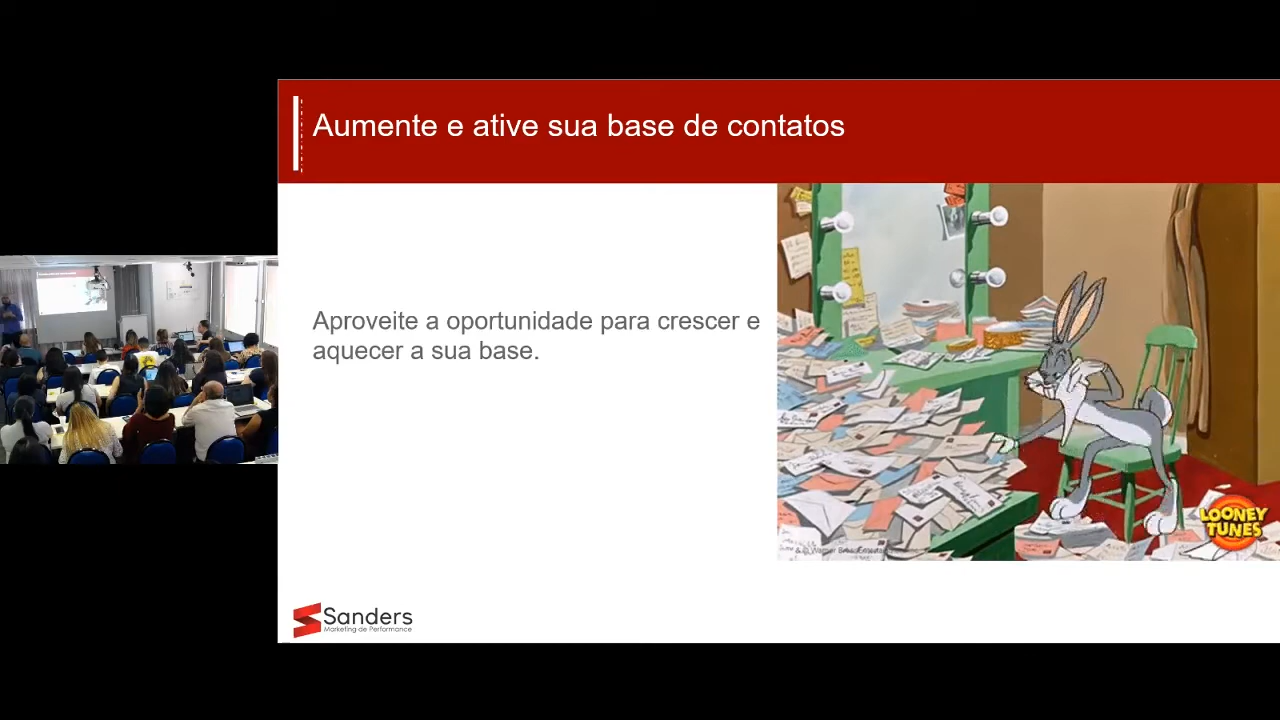 Aumente e ative sua base de contatos
Aproveite a oportunidade para crescer e
aquecer a sua base.
LOONEY
TUNES
Sanders
Marketing de Performance